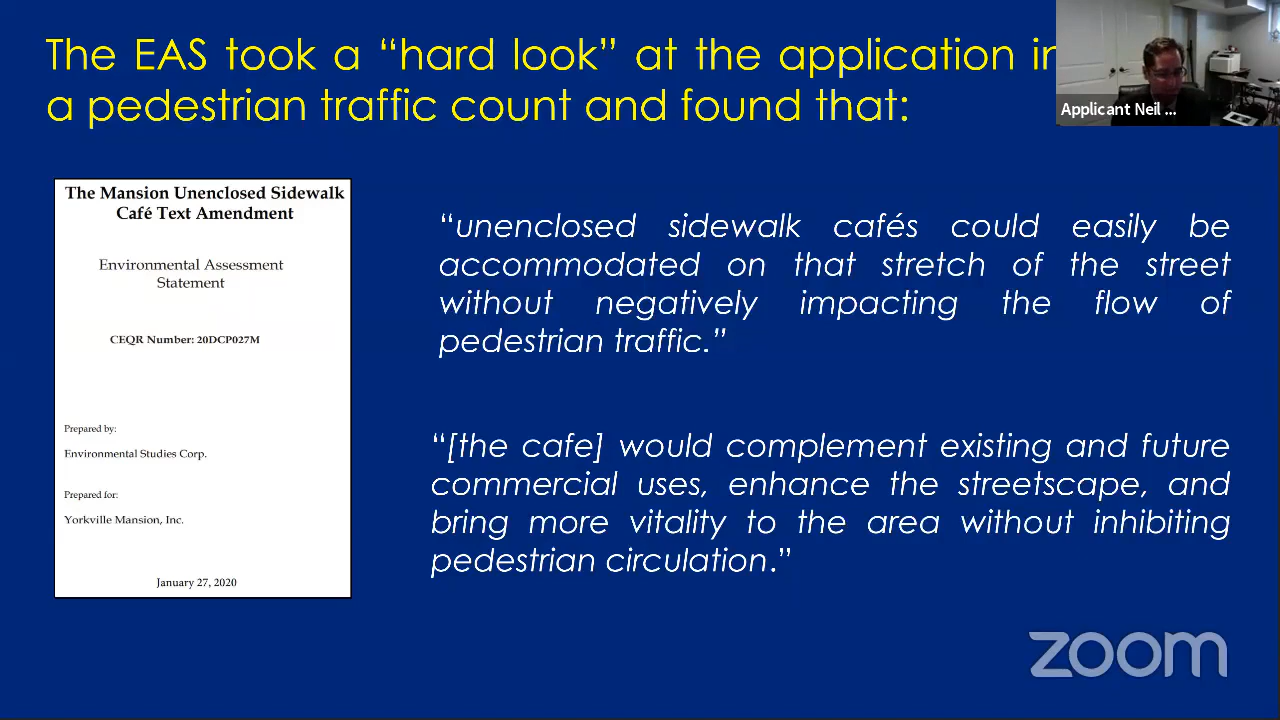 The EAS took a “hard look” at the application in
a pedestrian traffic count and found that:
Applicant Neil ...
The Mansion Unenclosed Sidewalk
Café Text Amendment
Environmental Assessment
Statement
CEQR Number: 20DCP027M
Prepared by:
Environmental Studies Corp.
Prepared for:
Yorkville Mansion, Inc.
January 27, 2020
“unenclosed sidewalk cafés could easily be
accommodated on that stretch of the street
without negatively impacting the flow of
pedestrian traffic.”
“[the cafe] would complement existing and future
commercial uses, enhance the streetscape, and
bring more vitality to the area without inhibiting
pedestrian circulation.”
zoom